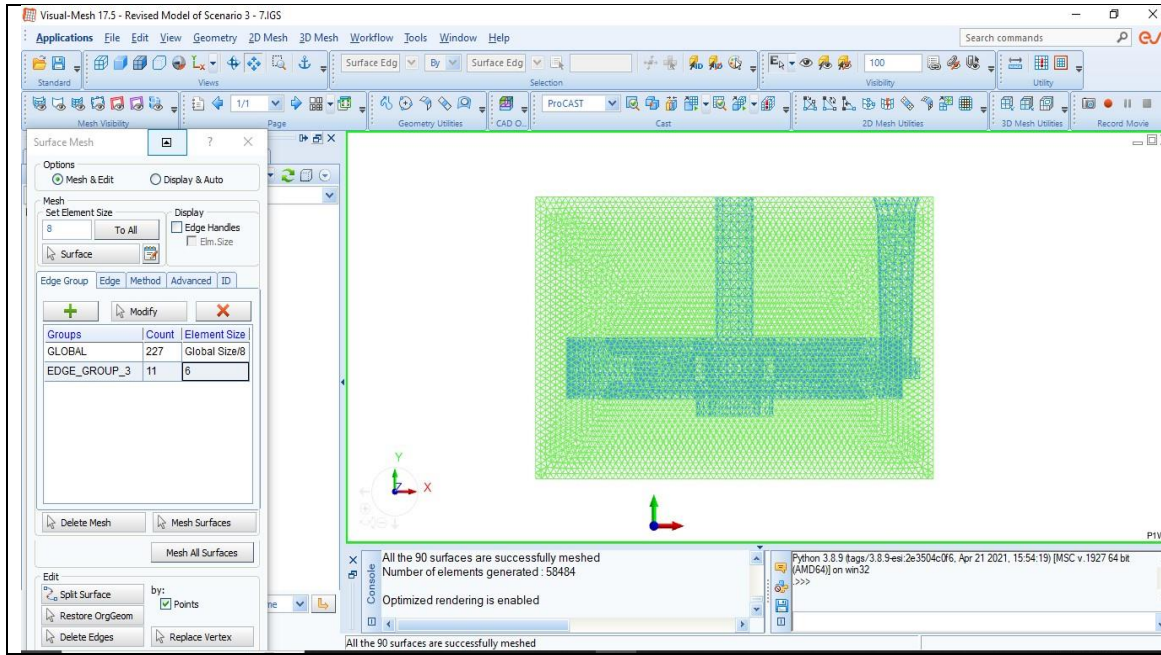 Visual-Mesh 17.5 - Revised Model of Scenario 3 - 7.IGS
Applications File Edit View Geometry 2D Mesh 3D Mesh Workflow Tools Window Help
Search commands
Surface Edg By Surface Edg
100
Standard Views Selection Visibility Utility
1/1
ProCAST
Mesh Visibility Page Geometry Utilities CAD O... Cast 2D Mesh Utilities 3D Mesh Utilities Record Movie
Surface Mesh ?
Options
Mesh & Edit Display & Auto
Mesh
Set Element Size Display
8 To All Edge Handles
Elm.Size
Surface
Edge Group Edge Method Advanced ID
Modify
Groups Count Element Size
GLOBAL 227 Global Size/8
EDGE_GROUP_3 11 6
Y
Z X
Delete Mesh Mesh Surfaces
Mesh All Surfaces
P1W
Edit
Split Surface by:
Points
Restore OrgGeom
Delete Edges Replace Vertex
me
Console
All the 90 surfaces are successfully meshed
Number of elements generated : 58484
Optimized rendering is enabled
Python 3.8.9 (tags/3.8.9-esi:2e3504c0f6, Apr 21 2021, 15:54:19) [MSC v.1927 64 bit
(AMD64)] on win32
>>>
All the 90 surfaces are successfully meshed